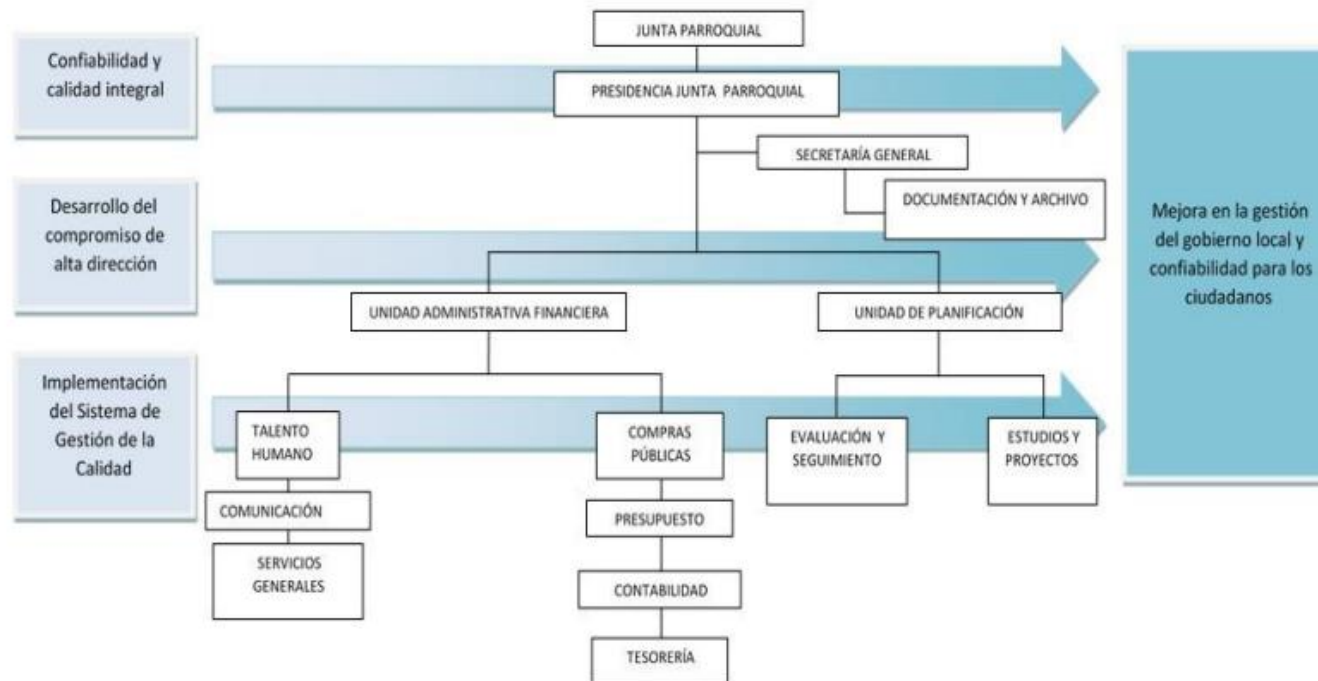 JUNTA PARROQUIAL
Confiabilidad y
calidad integral
PRESIDENCIA JUNTA PARROQUIAL
SECRETARÍA GENERAL
DOCUMENTACIÓN Y ARCHIVO
Desarrollo del
compromiso de
alta dirección
Mejora en la gestión
del gobierno local y
confiabilidad para los
ciudadanos
UNIDAD ADMINISTRATIVA FINANCIERA
UNIDAD DE PLANIFICACIÓN
Implementación
del Sistema de
Gestión de la
Calidad
TALENTO
HUMANO
COMPRAS
PÚBLICAS
EVALUACIÓN Y
SEGUIMIENTO
ESTUDIOS Y
PROYECTOS
COMUNICACIÓN
PRESUPUESTO
SERVICIOS
GENERALES
CONTABILIDAD
TESORERÍA